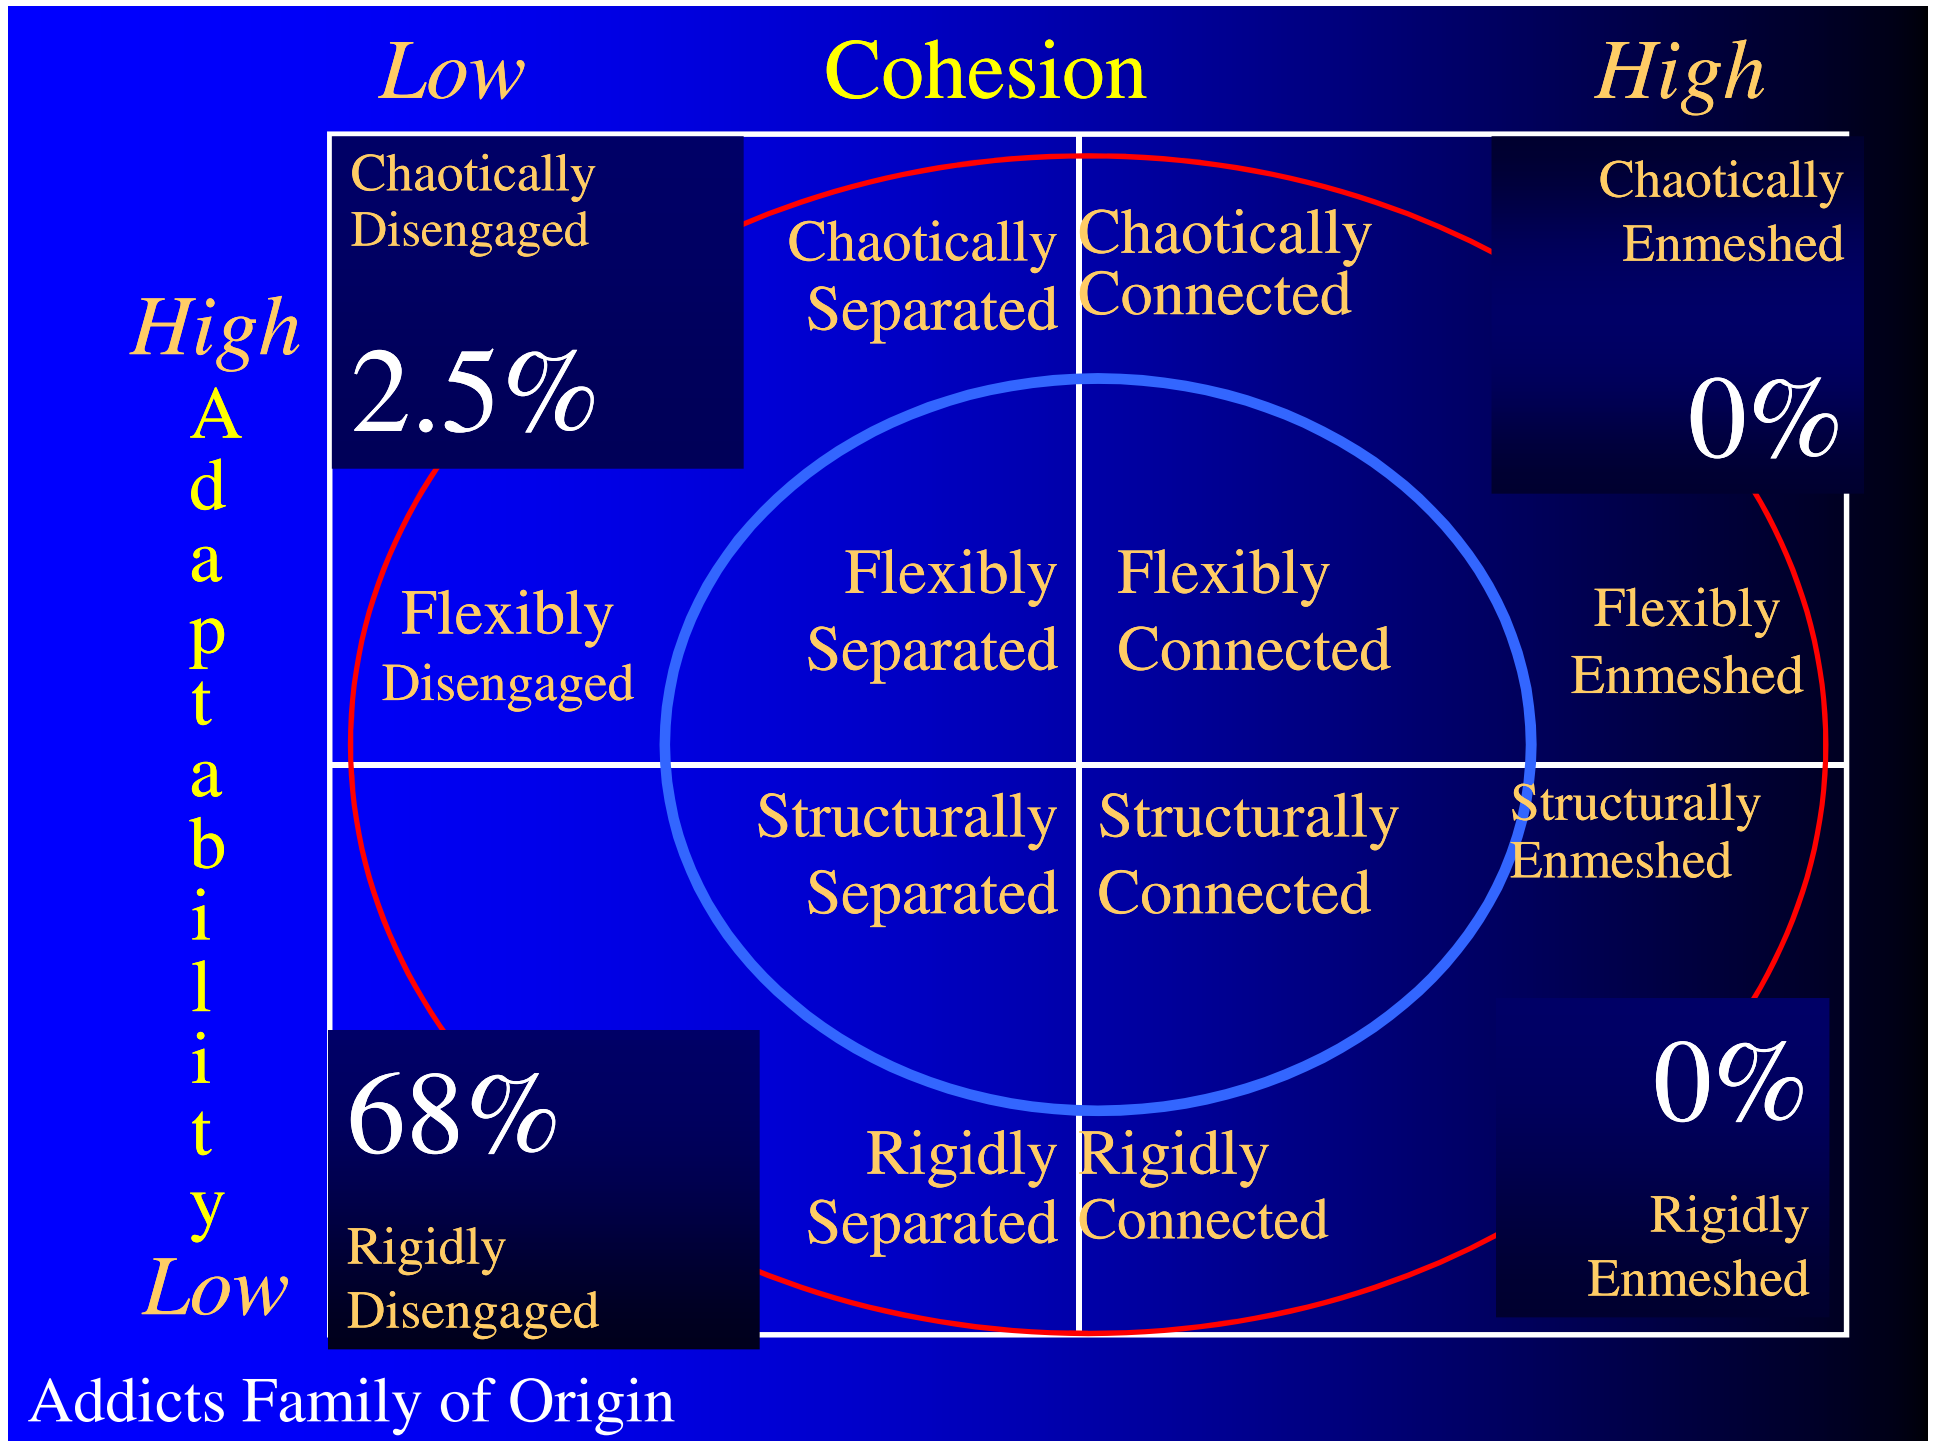 Low Cohesion High
Chaotically
Disengaged
2.5%
Chaotically
Separated
Chaotically
Connected
Chaotically
Enmeshed
0%
High
Adaptability
Low
Flexibly
Disengaged
Flexibly
Separated
Flexibly
Connected
Flexibly
Enmeshed
Structurally
Separated
Structurally
Connected
Structurally
Enmeshed
68%
Rigidly
Disengaged
Rigidly
Separated
Rigidly
Connected
0%
Rigidly
Enmeshed
Addicts Family of Origin